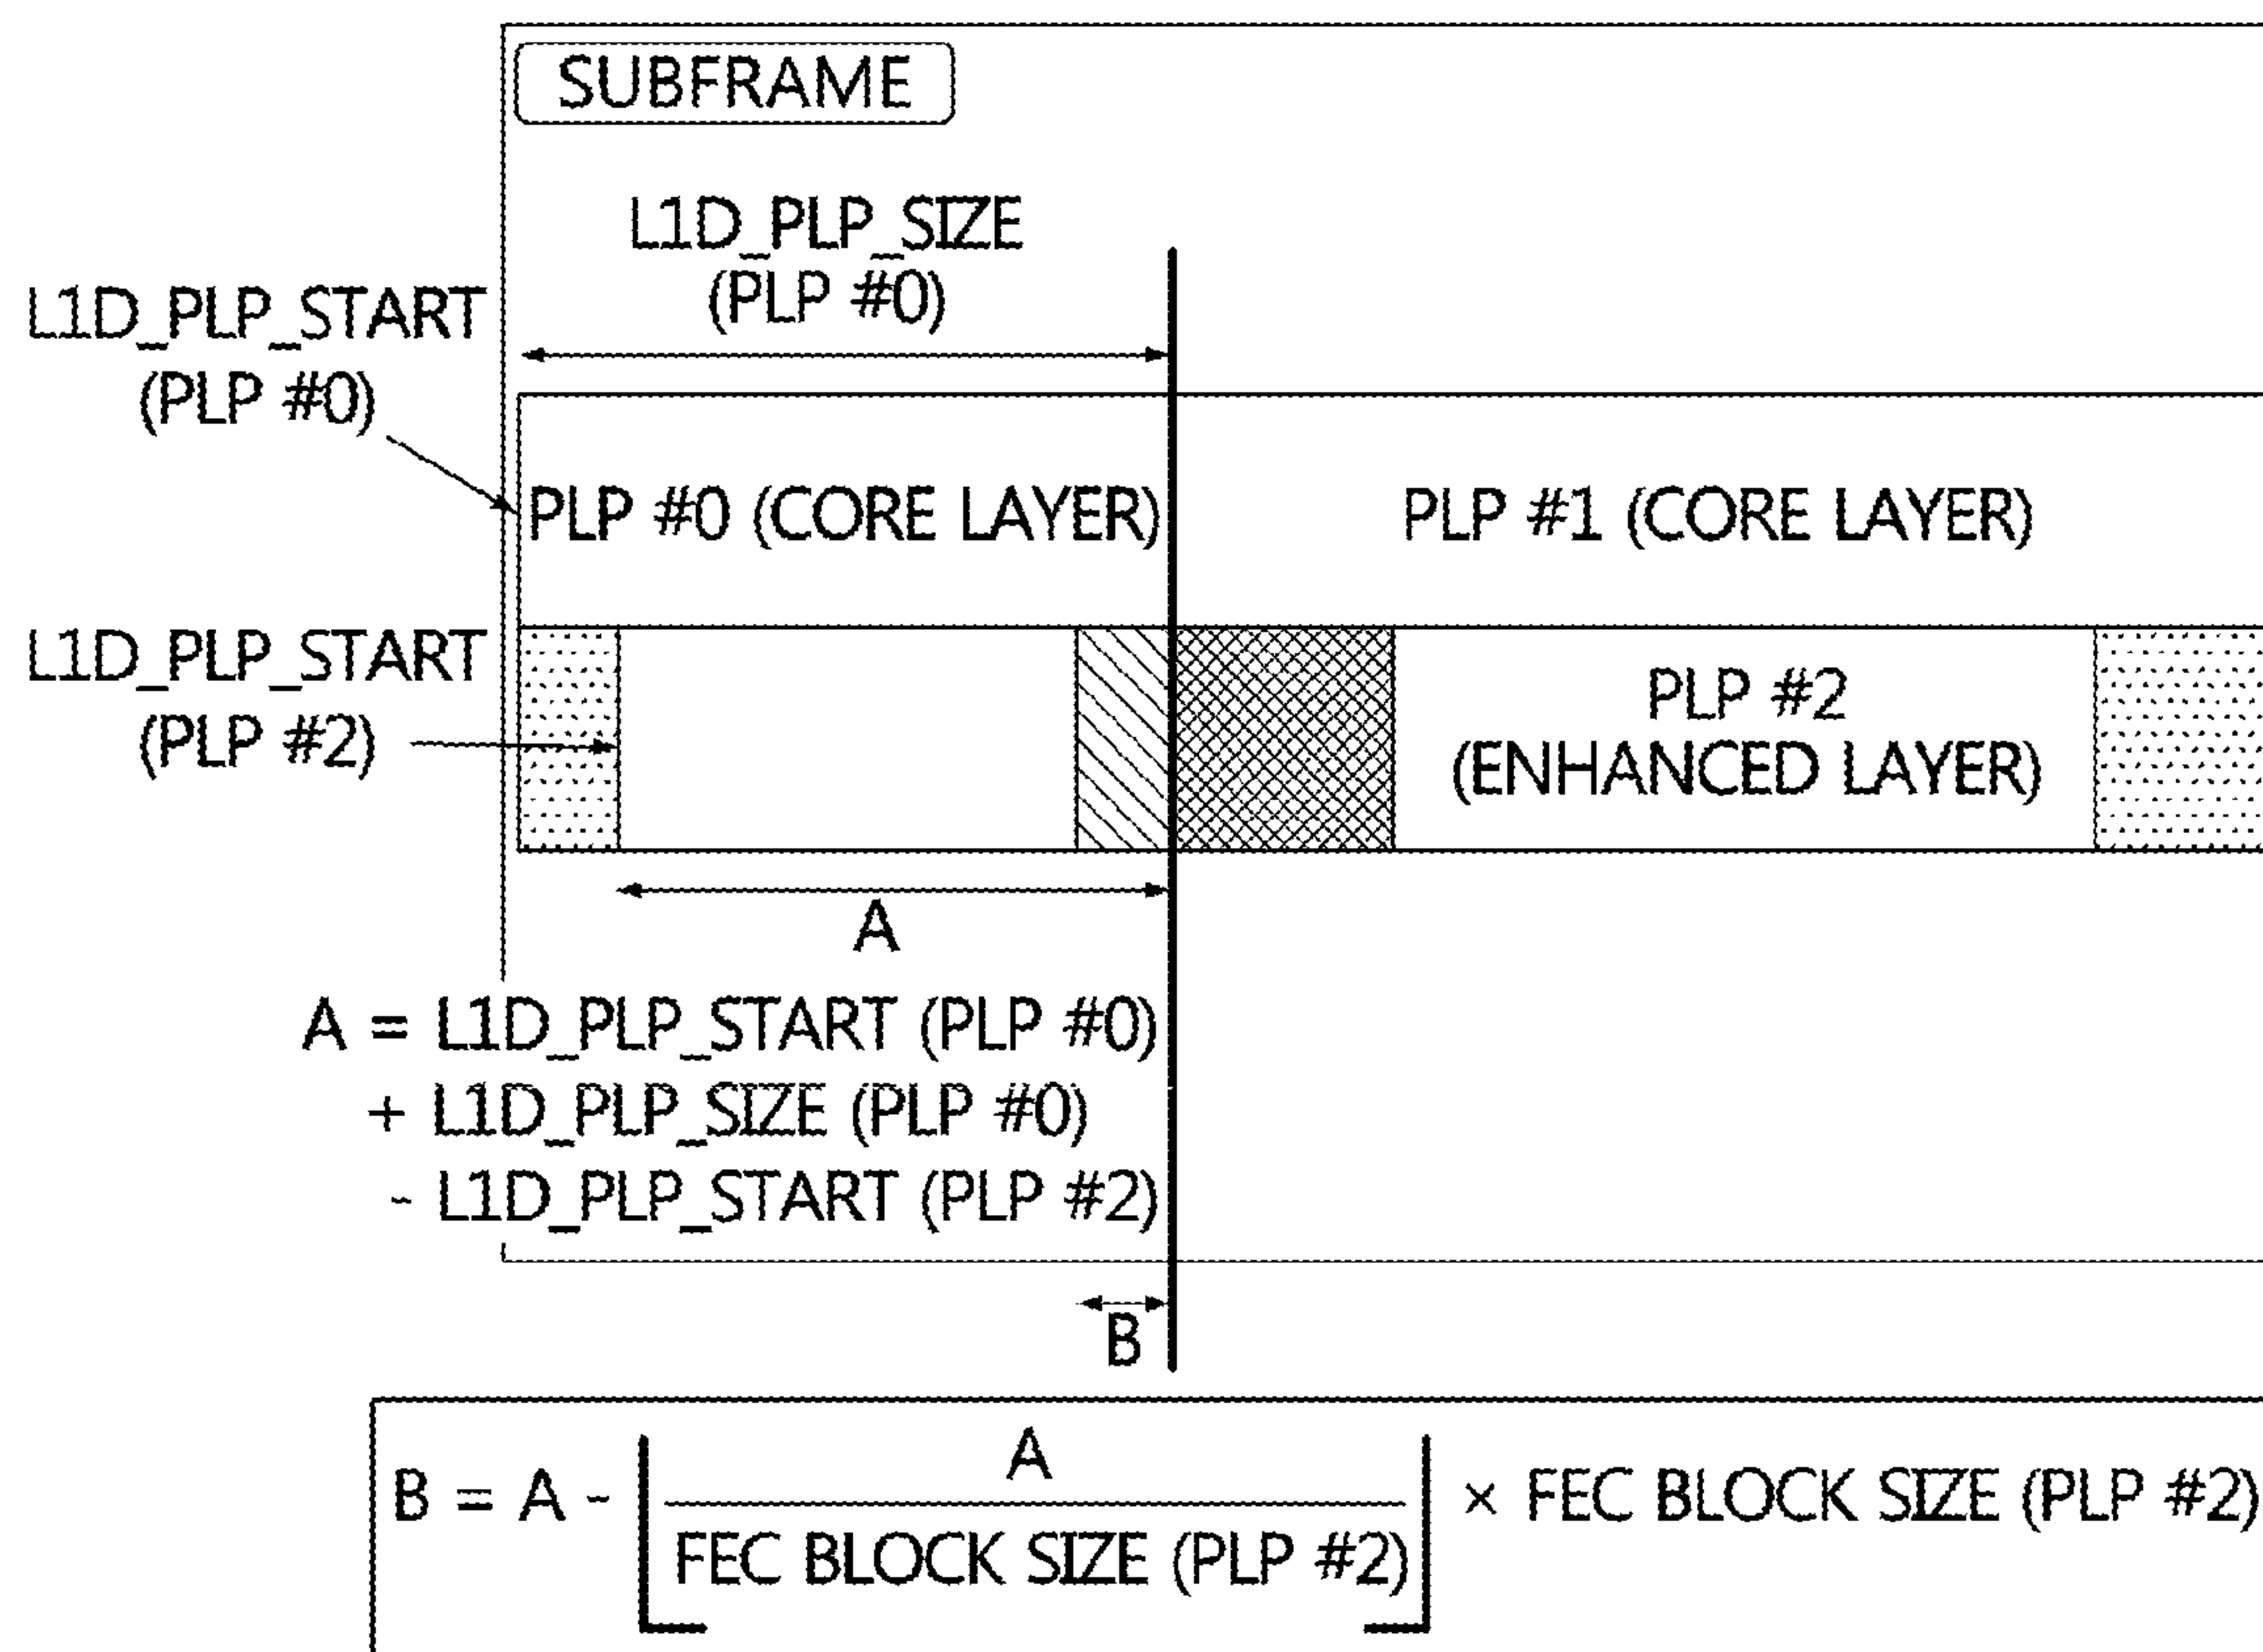 SUBFRAME
L1D_PLP_SIZE
(PLP #0)
L1D_PLP_START
(PLP #0)
PLP #0 (CORE LAYER)
PLP #1 (CORE LAYER)
L1D_PLP_START
(PLP #2)
PLP #2
(ENHANCED LAYER)
A
A = L1D_PLP_START (PLP #0)
+ L1D_PLP_SIZE (PLP #0)
- L1D_PLP_START (PLP #2)
B
B = A - ⌊ A / FEC BLOCK SIZE (PLP #2) ⌋ × FEC BLOCK SIZE (PLP #2)